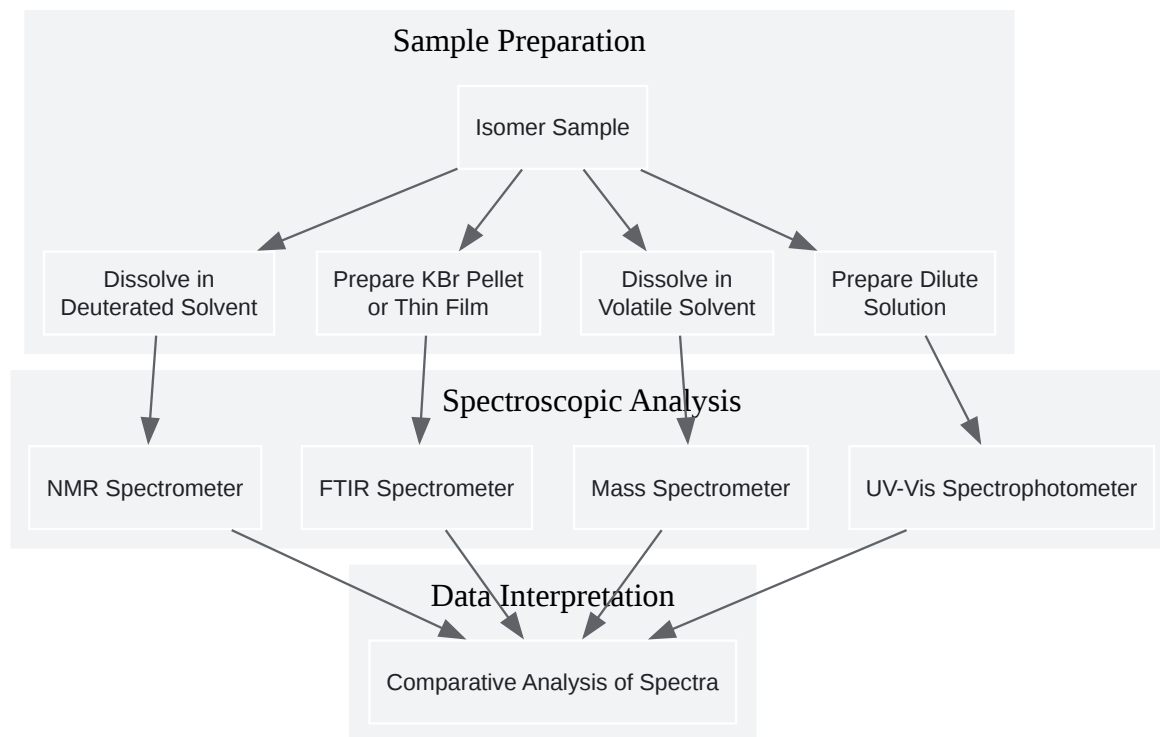 Sample Preparation
Isomer Sample
Dissolve in
Deuterated Solvent
Prepare KBr Pellet
or Thin Film
Dissolve in
Volatile Solvent
Prepare Dilute
Solution
Spectroscopic Analysis
NMR Spectrometer
FTIR Spectrometer
Mass Spectrometer
UV-Vis Spectrophotometer
Data Interpretation
Comparative Analysis of Spectra